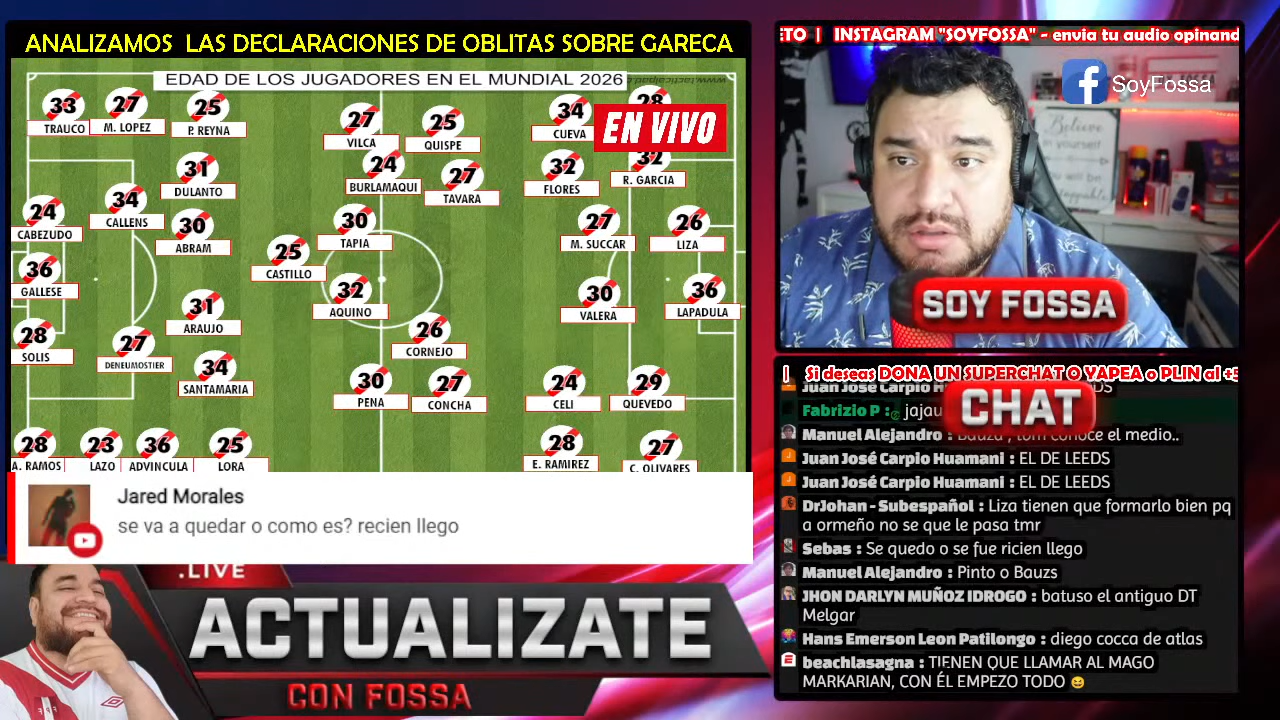 ANALIZAMOS LAS DECLARACIONES DE OBLITAS SOBRE GARECA
EDAD DE LOS JUGADORES EN EL MUNDIAL 2026
EN VIVO
33
TRAUCO
27
M. LOPEZ
25
P. REYNA
27
VILCA
25
QUISPE
34
CUEVA
28
31
DULANTO
24
BURLAMAQUI
27
TAVARA
32
FLORES
32
R. GARCIA
24
CABEZUDO
34
CALLENS
30
ABRAM
30
TAPIA
27
M. SUCCAR
26
LIZA
36
GALLESE
25
CASTILLO
32
AQUINO
30
VALERA
36
LAPADULA
31
ARAUJO
28
SOLIS
27
DENEUMOSTIER
26
CORNEJO
34
SANTAMARIA
30
PENA
27
CONCHA
24
CELI
29
QUEVEDO
28
A. RAMOS
23
LAZO
36
ADVINCULA
25
LORA
28
E. RAMIREZ
27
C. OLIVARES
Jared Morales
se va a quedar o como es? recien llego
.LIVE
ACTUALIZATE
CON FOSSA
ETO | INSTAGRAM "SOYFOSSA" - envia tu audio opinand
SoyFossa
Believe
in yourself
SOY FOSSA
| Si deseas DONA UN SUPERCHAT O YAPEA o PLIN al +5
CHAT
Juan José Carpio H LEEDS
Fabrizio P : jajau
Manuel Alejandro : Bauza, tom conoce el medio..
Juan José Carpio Huamani : EL DE LEEDS
Juan José Carpio Huamani : EL DE LEEDS
DrJohan - Subespañol : Liza tienen que formarlo bien pq
a ormeño no se que le pasa tmr
Sebas : Se quedo o se fue ricien llego
Manuel Alejandro : Pinto o Bauzs
JHON DARLYN MUÑOZ IDROGO : batuso el antiguo DT
Melgar
Hans Emerson Leon Patilongo : diego cocca de atlas
beachlasagna : TIENEN QUE LLAMAR AL MAGO
MARKARIAN, CON ÉL EMPEZO TODO 😆